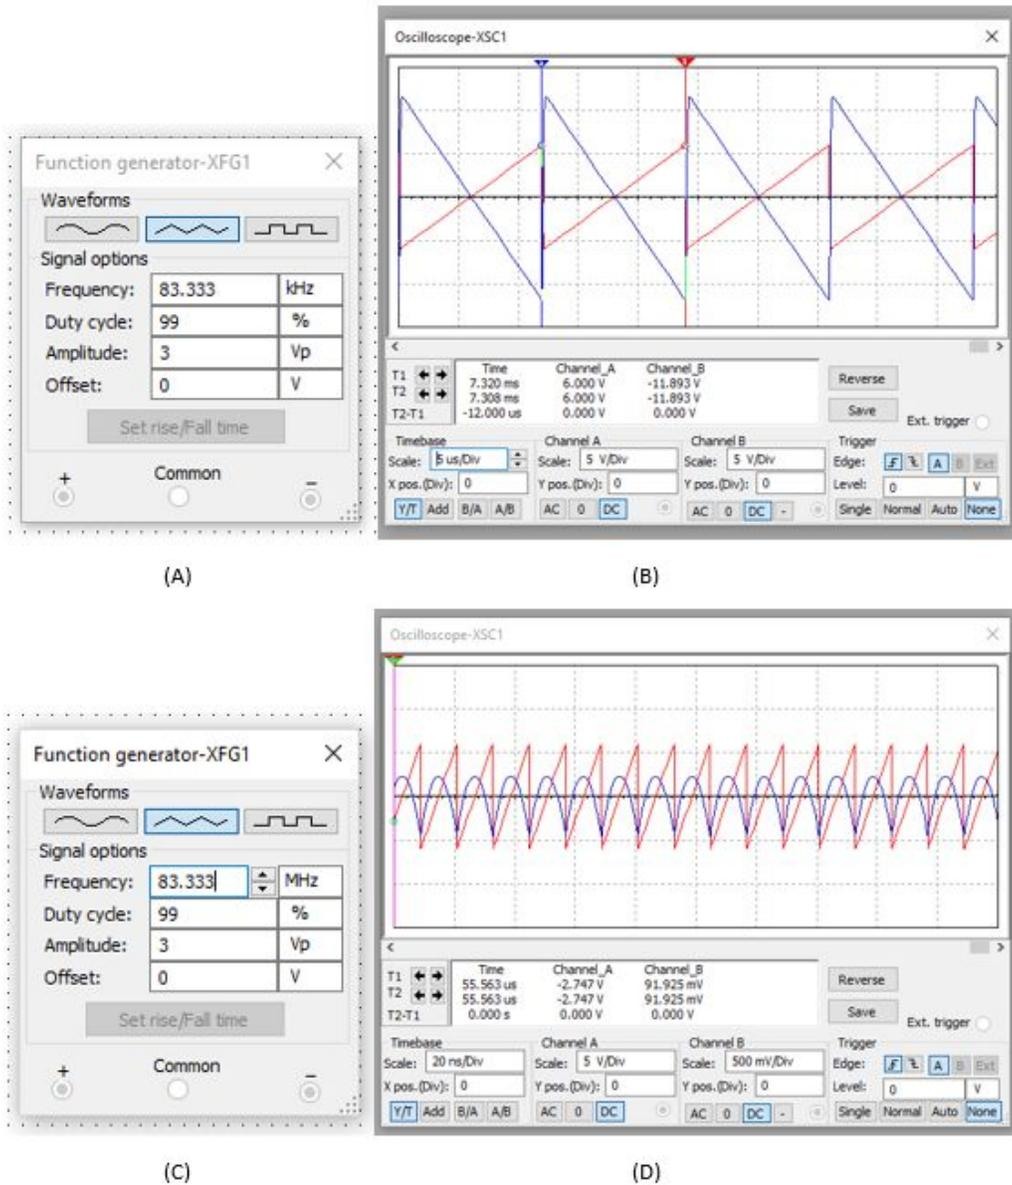 Oscilloscope-XSC1
Function generator-XFG1
Waveforms
Signal options
Frequency: 83.333 kHz
Duty cycle: 99 %
Amplitude: 3 Vp
Offset: 0 V
Set rise/Fall time
+ Common −
Time Channel_A Channel_B
T1 7.320 ms 6.000 V -11.893 V
T2 7.308 ms 6.000 V -11.893 V
T2-T1 -12.000 us 0.000 V 0.000 V
Reverse
Save
Ext. trigger
Timebase Channel A Channel B Trigger
Scale: 5 us/Div Scale: 5 V/Div Scale: 5 V/Div Edge: A B Ext
X pos.(Div): 0 Y pos.(Div): 0 Y pos.(Div): 0 Level: 0 V
Y/T Add B/A A/B AC 0 DC AC 0 DC - Single Normal Auto None
(A) (B)
Oscilloscope-XSC1
Function generator-XFG1
Waveforms
Signal options
Frequency: 83.333 MHz
Duty cycle: 99 %
Amplitude: 3 Vp
Offset: 0 V
Set rise/Fall time
+ Common −
Time Channel_A Channel_B
T1 55.563 us -2.747 V 91.925 mV
T2 55.563 us -2.747 V 91.925 mV
T2-T1 0.000 s 0.000 V 0.000 V
Reverse
Save
Ext. trigger
Timebase Channel A Channel B Trigger
Scale: 20 ns/Div Scale: 5 V/Div Scale: 500 mV/Div Edge: A B Ext
X pos.(Div): 0 Y pos.(Div): 0 Y pos.(Div): 0 Level: 0 V
Y/T Add B/A A/B AC 0 DC AC 0 DC - Single Normal Auto None
(C) (D)